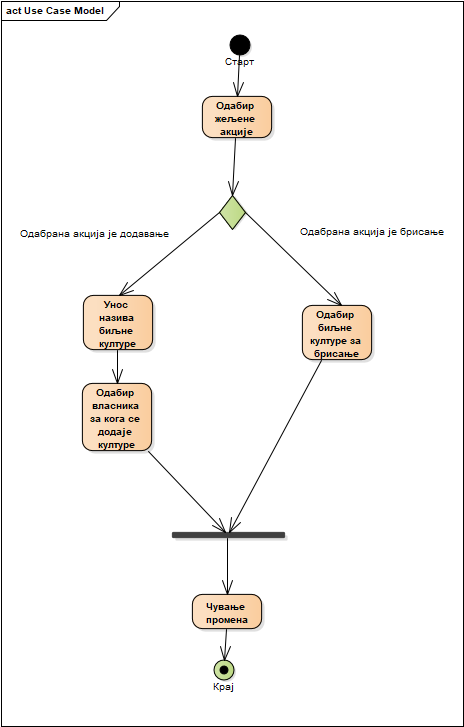 act Use Case Model
Старт
Одабир
жељене
акције
Одабрана акција је додавање
Одабрана акција је брисање
Унос
назива
биљне
културе
Одабир
биљне
културе за
брисање
Одабир
власника
за кога се
додаје
културе
Чување
промена
Крај